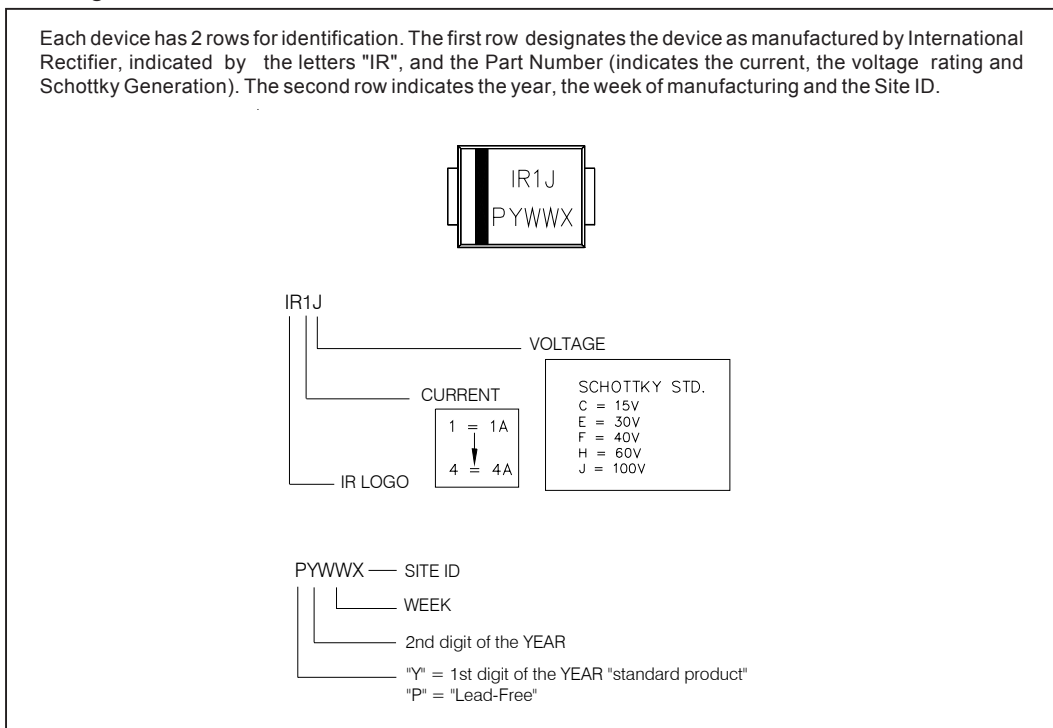 Each device has 2 rows for identification. The first row designates the device as manufactured by International
Rectifier, indicated by the letters "IR", and the Part Number (indicates the current, the voltage rating and
Schottky Generation). The second row indicates the year, the week of manufacturing and the Site ID.
IR1J
PYWWX
IR1J
VOLTAGE
SCHOTTKY STD.
C = 15V
E = 30V
F = 40V
H = 60V
J = 100V
CURRENT
1 = 1A
4 = 4A
IR LOGO
PYWWX
SITE ID
WEEK
2nd digit of the YEAR
"Y" = 1st digit of the YEAR "standard product"
"P" = "Lead-Free"